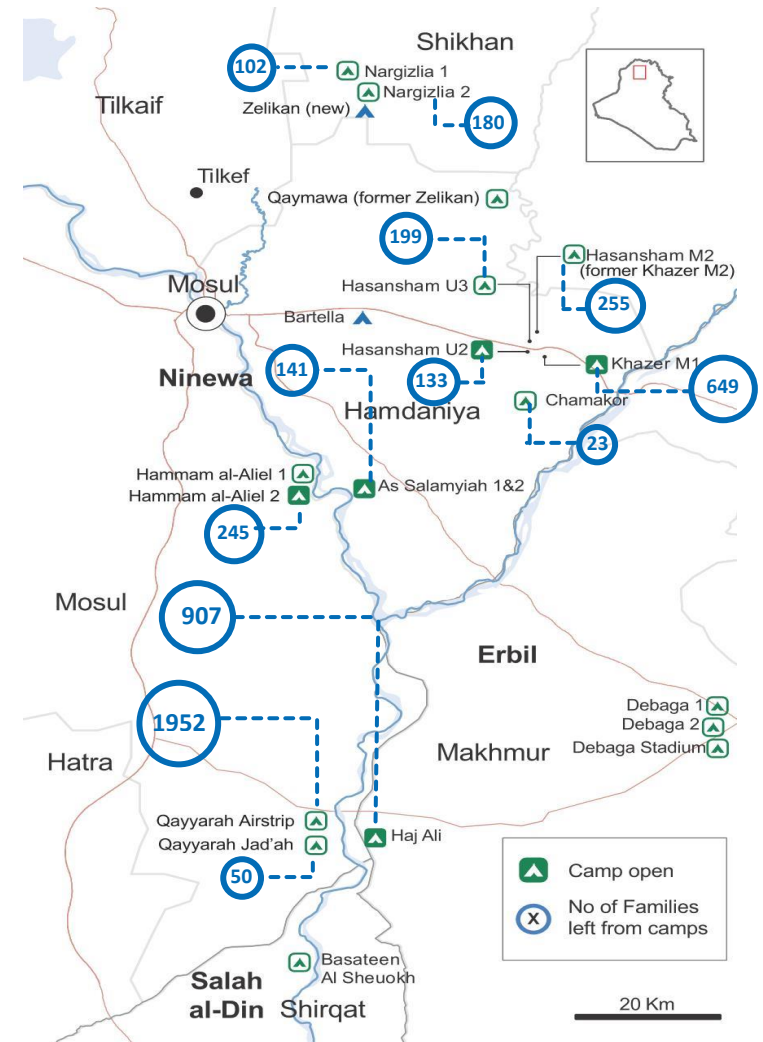 Shikhan
102
Nargizlia 1
Nargizlia 2
Zelikan (new)
180
Tilkaif
Tilkef
Qaymawa (former Zelikan)
199
Hasansham M2
(former Khazer M2)
Hasansham U3
255
Mosul
Bartella
Hasansham U2
Khazer M1
Ninewa
141
133
649
Hamdaniya
Chamakor
23
Hammam al-Aliel 1
Hammam al-Aliel 2
As Salamyiah 1&2
245
Mosul
907
Erbil
1952
Debaga 1
Debaga 2
Debaga Stadium
Makhmur
Hatra
Qayyarah Airstrip
Qayyarah Jad'ah
Haj Ali
50
Camp open
X
No of Families
left from camps
Basateen
Al Sheuokh
Salah
al-Din
Shirqat
20 Km